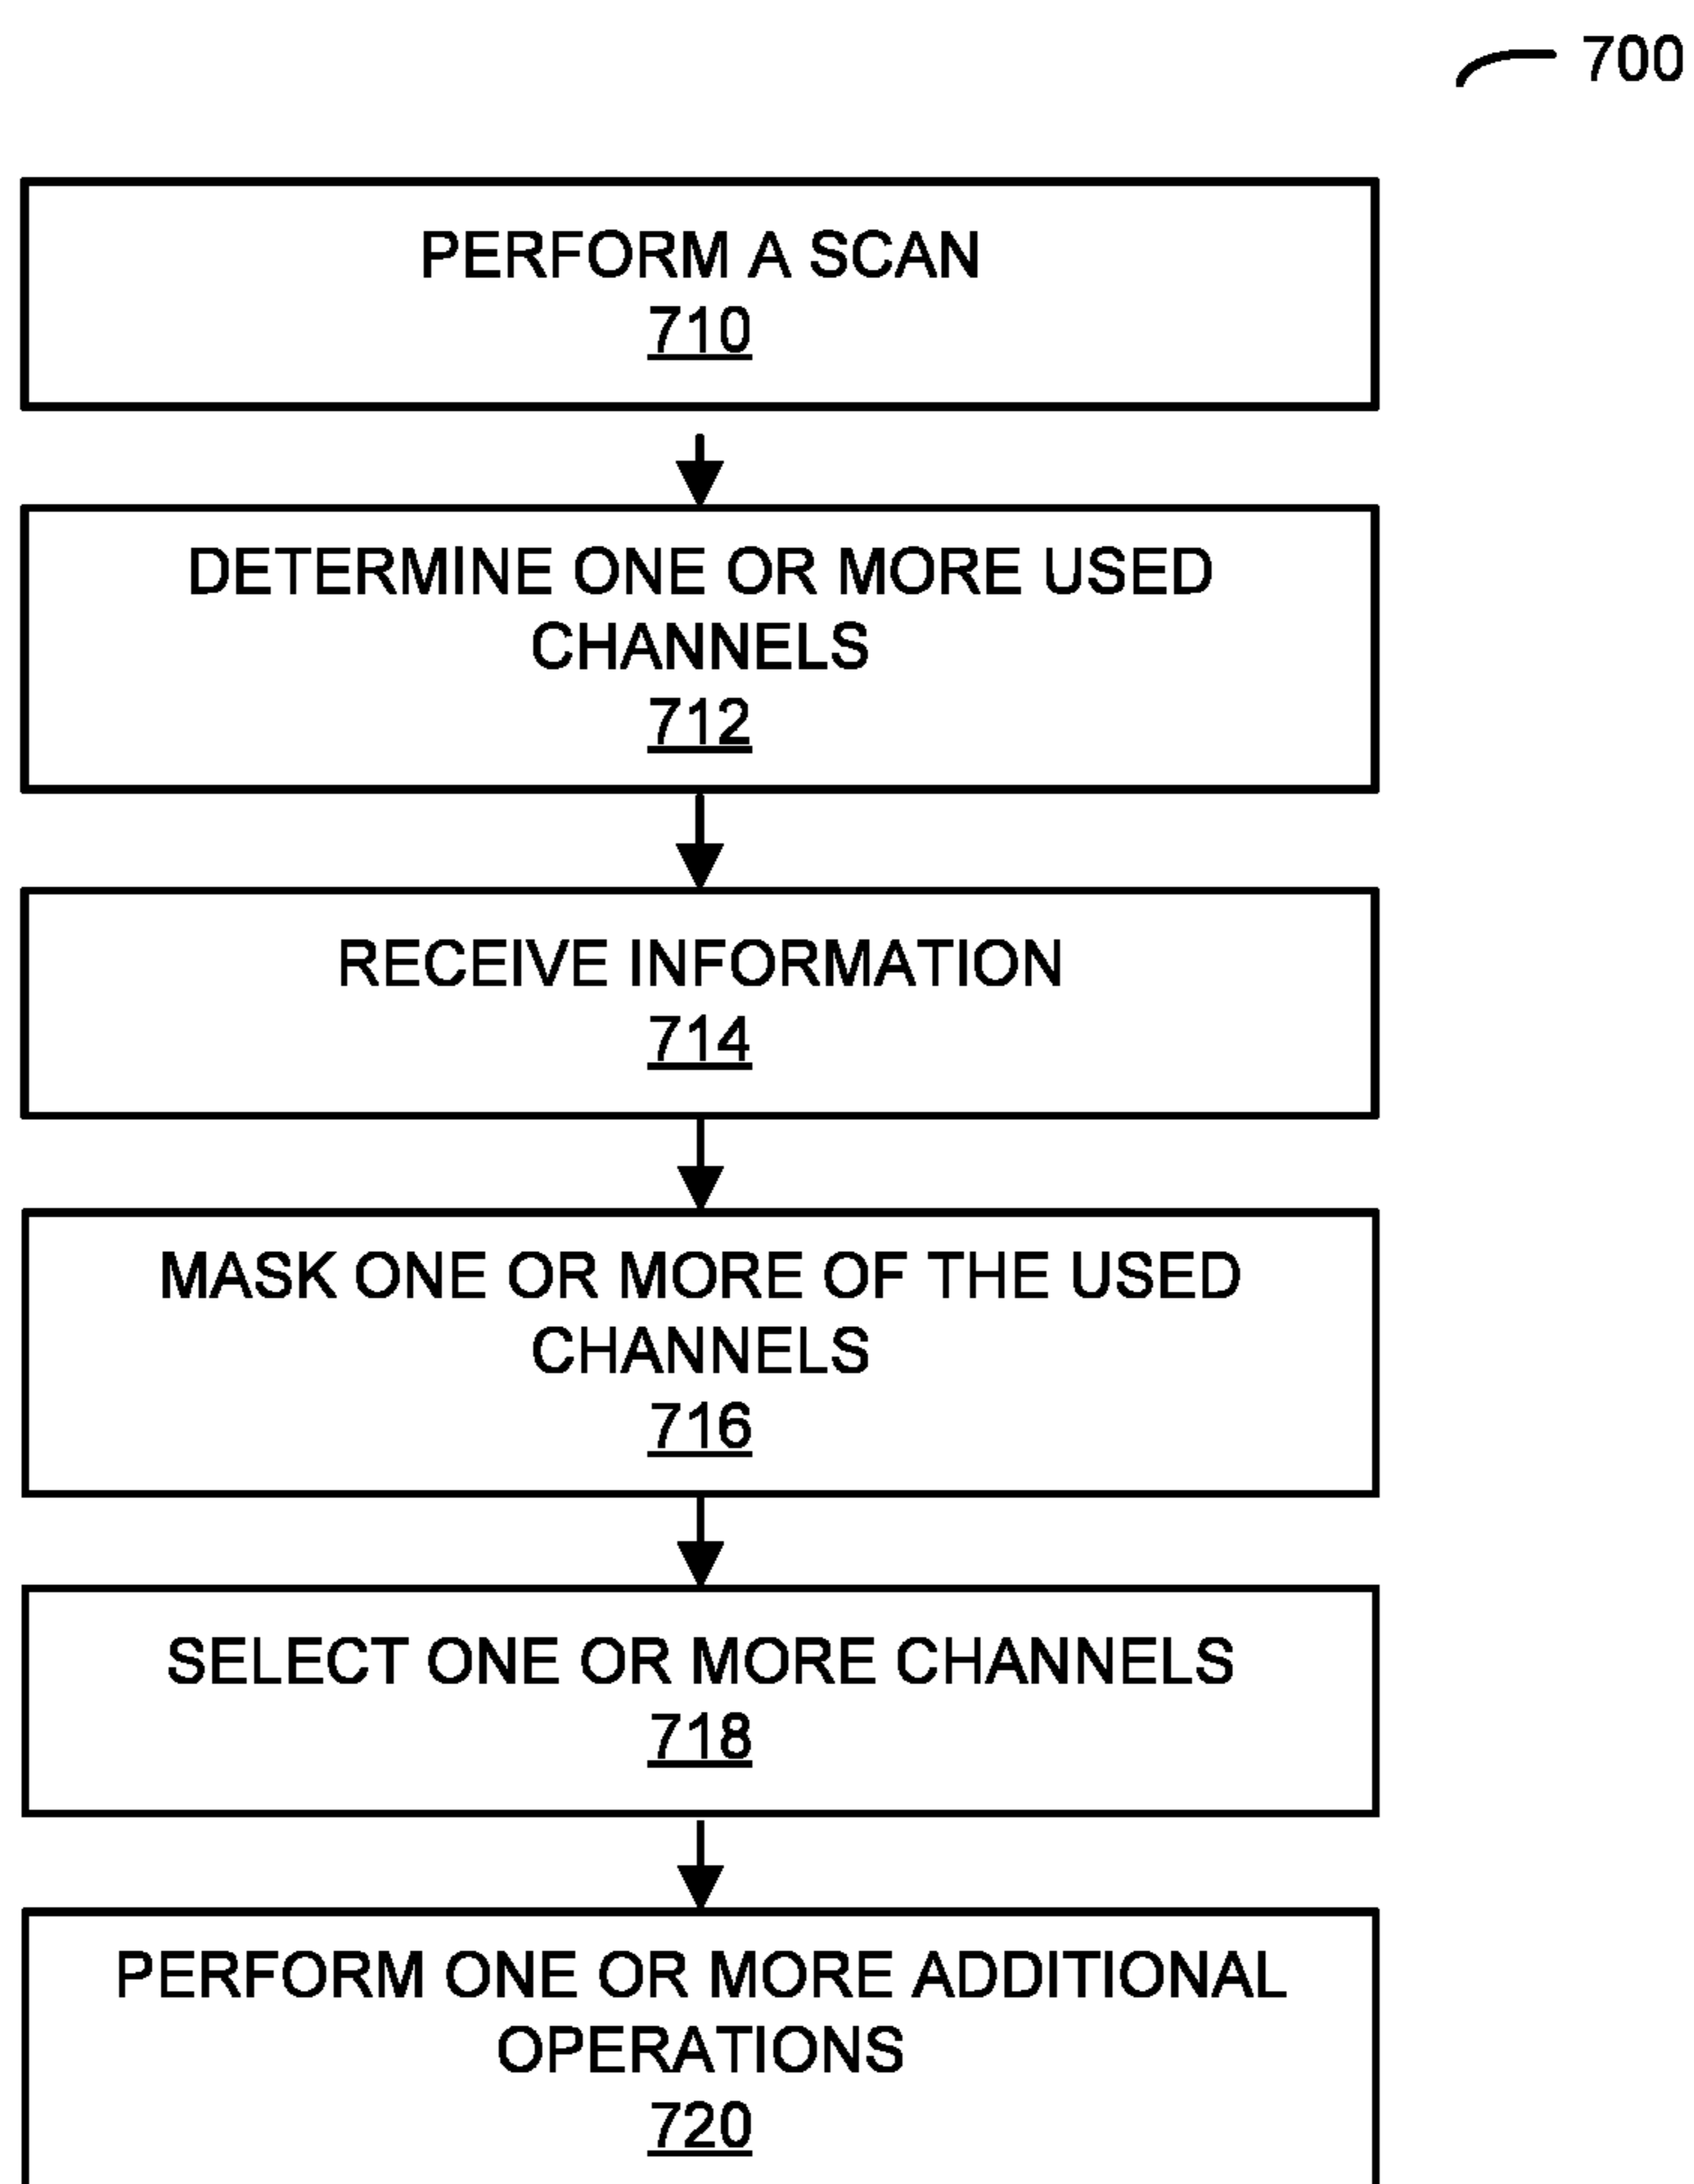 700
PERFORM A SCAN
710
DETERMINE ONE OR MORE USED
CHANNELS
712
RECEIVE INFORMATION
714
MASK ONE OR MORE OF THE USED
CHANNELS
716
SELECT ONE OR MORE CHANNELS
718
PERFORM ONE OR MORE ADDITIONAL
OPERATIONS
720